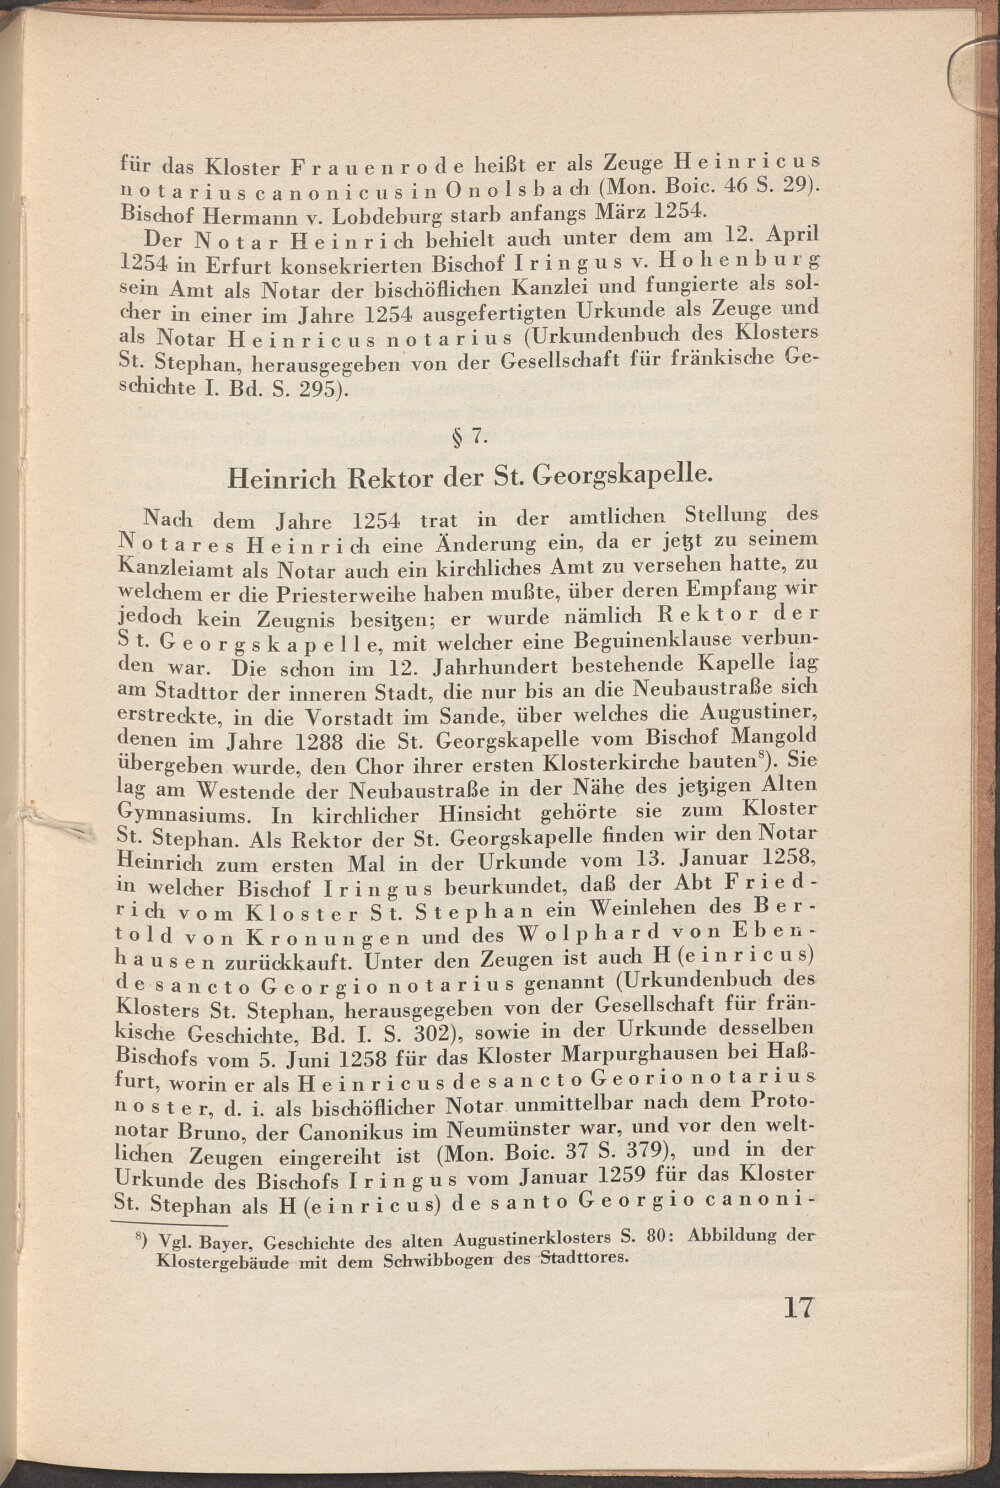 für das Kloster Frauenrode heißt er als Zeuge Heinricus
notarius canonicus in Onolsbach (Mon. Boic. 46 S. 29).
Bischof Hermann v. Lobdeburg starb anfangs März 1254.
Der Notar Heinrich behielt auch unter dem am 12. April
1254 in Erfurt konsekrierten Bischof Iringus v. Hohenburg
sein Amt als Notar der bischöflichen Kanzlei und fungierte als sol-
cher in einer im Jahre 1254 ausgefertigten Urkunde als Zeuge und
als Notar Heinricus notarius (Urkundenbuch des Klosters
St. Stephan, herausgegeben von der Gesellschaft für fränkische Ge-
schichte I. Bd. S. 295).
§ 7.
Heinrich Rektor der St. Georgskapelle.
Nach dem Jahre 1254 trat in der amtlichen Stellung des
Notares Heinrich eine Änderung ein, da er jetzt zu seinem
Kanzleiamt als Notar auch ein kirchliches Amt zu versehen hatte, zu
welchem er die Priesterweihe haben mußte, über deren Empfang wir
jedoch kein Zeugnis besitzen; er wurde nämlich Rektor der
St. Georgskapelle, mit welcher eine Beguinenklause verbun-
den war. Die schon im 12. Jahrhundert bestehende Kapelle lag
am Stadttor der inneren Stadt, die nur bis an die Neubaustraße sich
erstreckte, in die Vorstadt im Sande, über welches die Augustiner,
denen im Jahre 1288 die St. Georgskapelle vom Bischof Mangold
übergeben wurde, den Chor ihrer ersten Klosterkirche bauten⁸). Sie
lag am Westende der Neubaustraße in der Nähe des jetzigen Alten
Gymnasiums. In kirchlicher Hinsicht gehörte sie zum Kloster
St. Stephan. Als Rektor der St. Georgskapelle finden wir den Notar
Heinrich zum ersten Mal in der Urkunde vom 13. Januar 1258,
in welcher Bischof Iringus beurkundet, daß der Abt Fried-
rich vom Kloster St. Stephan ein Weinlehen des Ber-
told von Kronungen und des Wolphard von Eben-
hausen zurückkauft. Unter den Zeugen ist auch H(einricus)
de sancto Georgio notarius genannt (Urkundenbuch des
Klosters St. Stephan, herausgegeben von der Gesellschaft für frän-
kische Geschichte, Bd. I. S. 302), sowie in der Urkunde desselben
Bischofs vom 5. Juni 1258 für das Kloster Marpurghausen bei Haß-
furt, worin er als Heinricus de sancto Georio notarius
noster, d. i. als bischöflicher Notar unmittelbar nach dem Proto-
notar Bruno, der Canonikus im Neumünster war, und vor den welt-
lichen Zeugen eingereiht ist (Mon. Boic. 37 S. 379), und in der
Urkunde des Bischofs Iringus vom Januar 1259 für das Kloster
St. Stephan als H(einricus) de santo Georgio canoni-
⁸) Vgl. Bayer, Geschichte des alten Augustinerklosters S. 80: Abbildung der
Klostergebäude mit dem Schwibbogen des Stadttores.
17